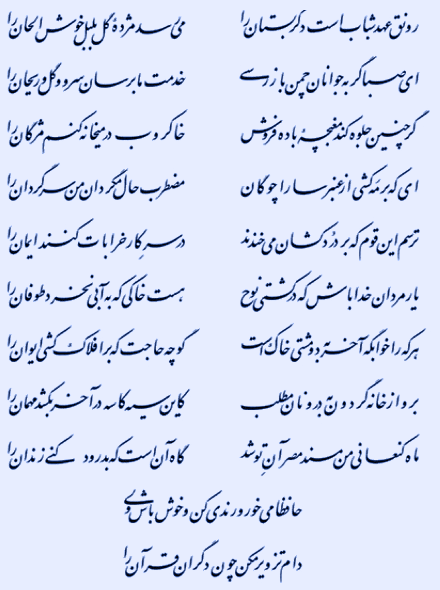 رونق عهد شباب است دگر بستان را می رسد مژده گل بلبل خوش الحان را
ای صبا گر به جوانان چمن باز رسی خدمت ما برسان سرو و گل و ریحان را
گر چنین جلوه کند مغبچه باده فروش خاکروب در میخانه کنم مژگان را
ای که بر مه کشی از عنبر سارا چوگان مضطرب حال مگردان من سرگردان را
ترسم این قوم که بر درد کشان می خندند در سر کار خرابات کنند ایمان را
یار مردان خدا باش که در کشتی نوح هست خاکی که به آبی نخرد طوفان را
هر که را خوابگه آخر نه دو مشتی خاک است گو چه حاجت که بر افلاک کشی ایوان را
برو از خانه گردون به در و نان مطلب کاین سیه کاسه در آخر بکشد مهمان را
ماه کنعانی من مسند مصر آن تو شد گاه آن است که بدرود کنی زندان را
حافظا می خور و رندی کن و خوش باش ولی
دام تزویر مکن چون دگران قرآن را